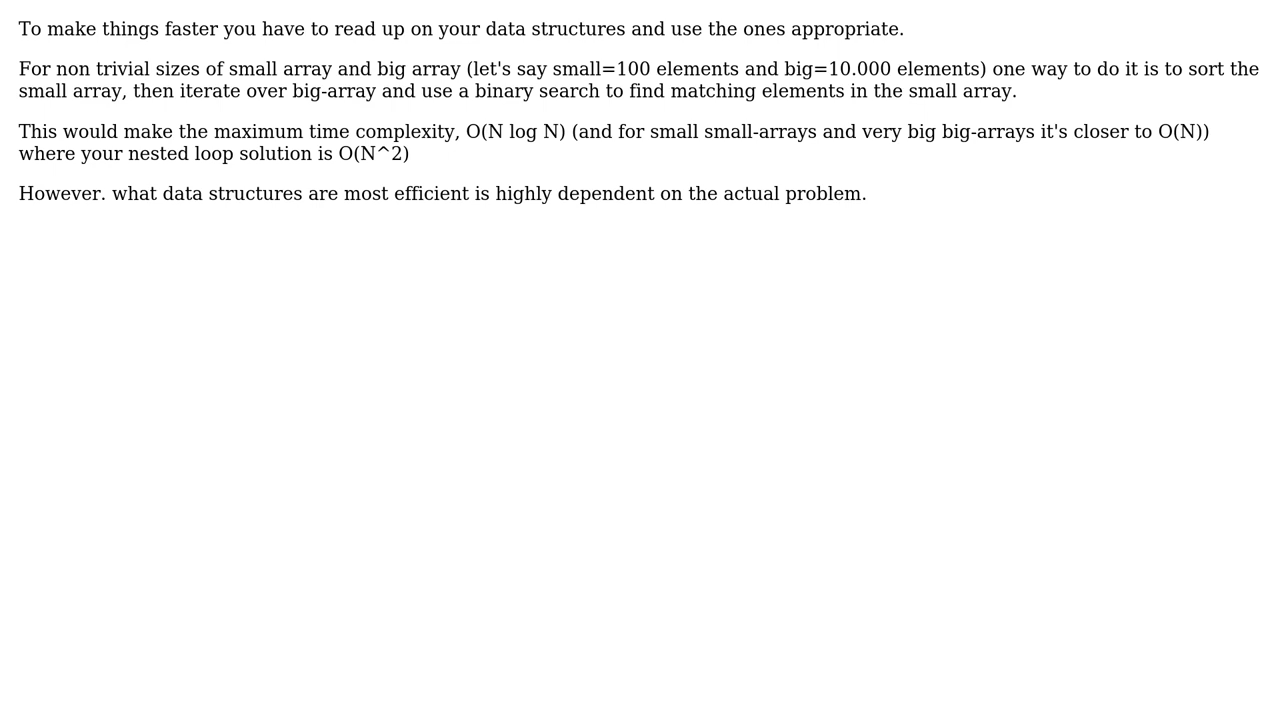 To make things faster you have to read up on your data structures and use the ones appropriate.
For non trivial sizes of small array and big array (let's say small=100 elements and big=10.000 elements) one way to do it is to sort the
small array, then iterate over big-array and use a binary search to find matching elements in the small array.
This would make the maximum time complexity, O(N log N) (and for small small-arrays and very big big-arrays it's closer to O(N))
where your nested loop solution is O(N^2)
However. what data structures are most efficient is highly dependent on the actual problem.